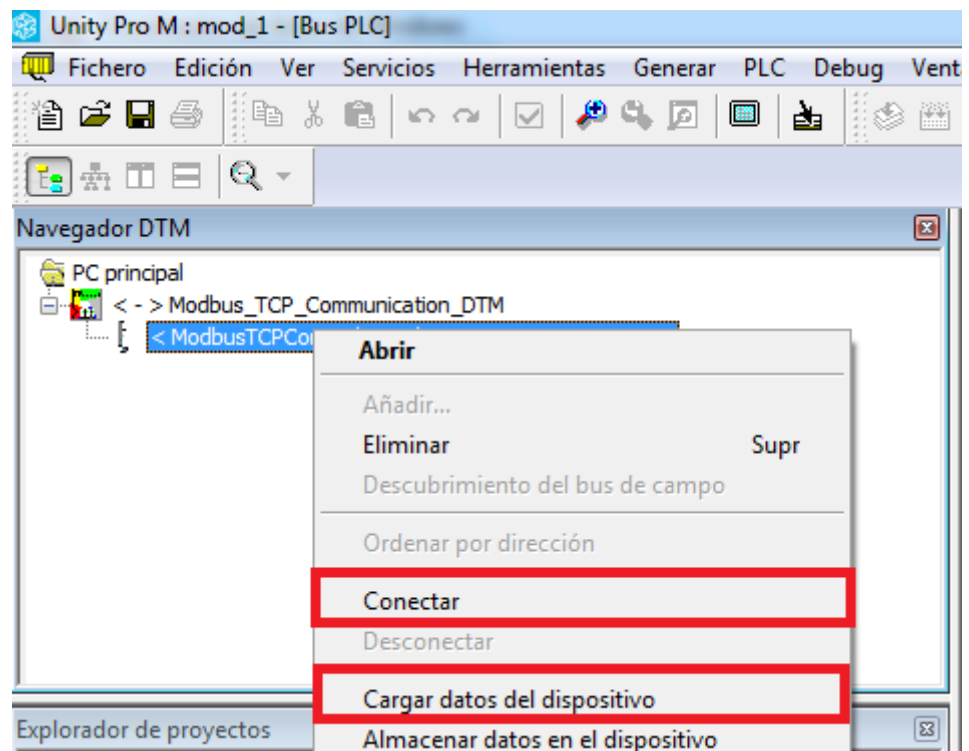 Unity Pro M : mod_1 - [Bus PLC]
Fichero Edición Ver Servicios Herramientas Generar PLC Debug Vent
Navegador DTM
PC principal
< - > Modbus_TCP_Communication_DTM
< ModbusTCPCo
Abrir
Añadir...
Eliminar Supr
Descubrimiento del bus de campo
Ordenar por dirección
Conectar
Desconectar
Cargar datos del dispositivo
Explorador de proyectos
Almacenar datos en el dispositivo